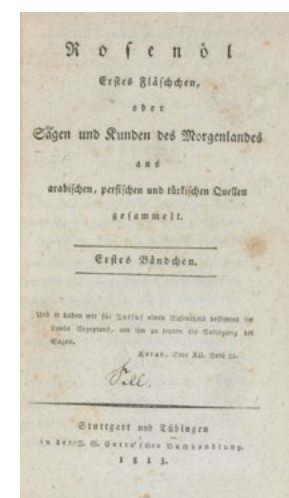 Rosenöl
Erstes Fläschchen,
oder
Sagen und Kunden des Morgenlandes
aus
arabischen, persischen und türkischen Quellen
gesammelt.
Erstes Bändchen.
Und so haben wir für Jussuf einen Aufenthalt bestimmt im
Lande Aegyptens, um ihn zu lehren die Auslegung der
Sagen.
Koran, Sure XII. Vers 21.
Stuttgart und Tübingen
in der J. G. Cotta'schen Buchhandlung.
1813.